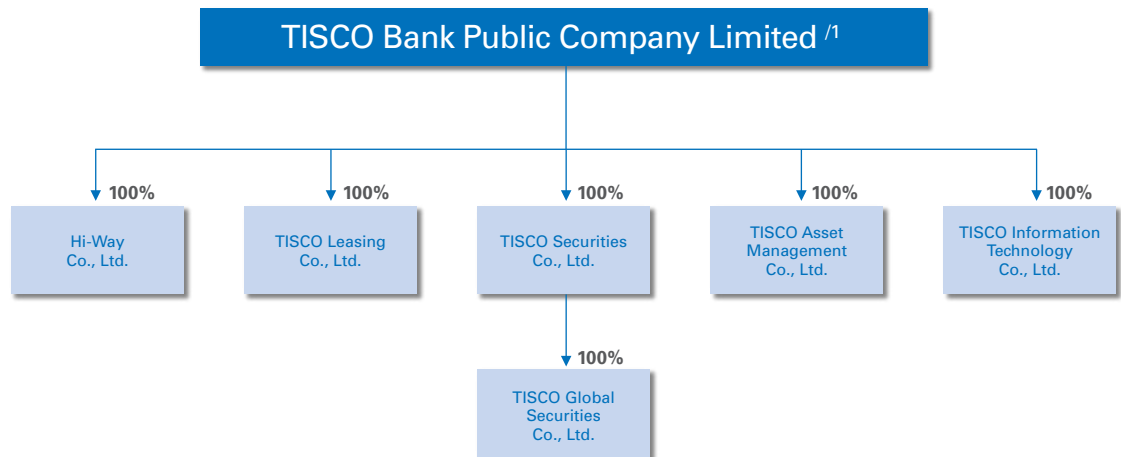 TISCO Bank Public Company Limited /1
100%
100%
100%
100%
100%
Hi-Way
Co., Ltd.
TISCO Leasing
Co., Ltd.
TISCO Securities
Co., Ltd.
TISCO Asset
Management
Co., Ltd.
TISCO Information
Technology
Co., Ltd.
100%
TISCO Global
Securities
Co., Ltd.